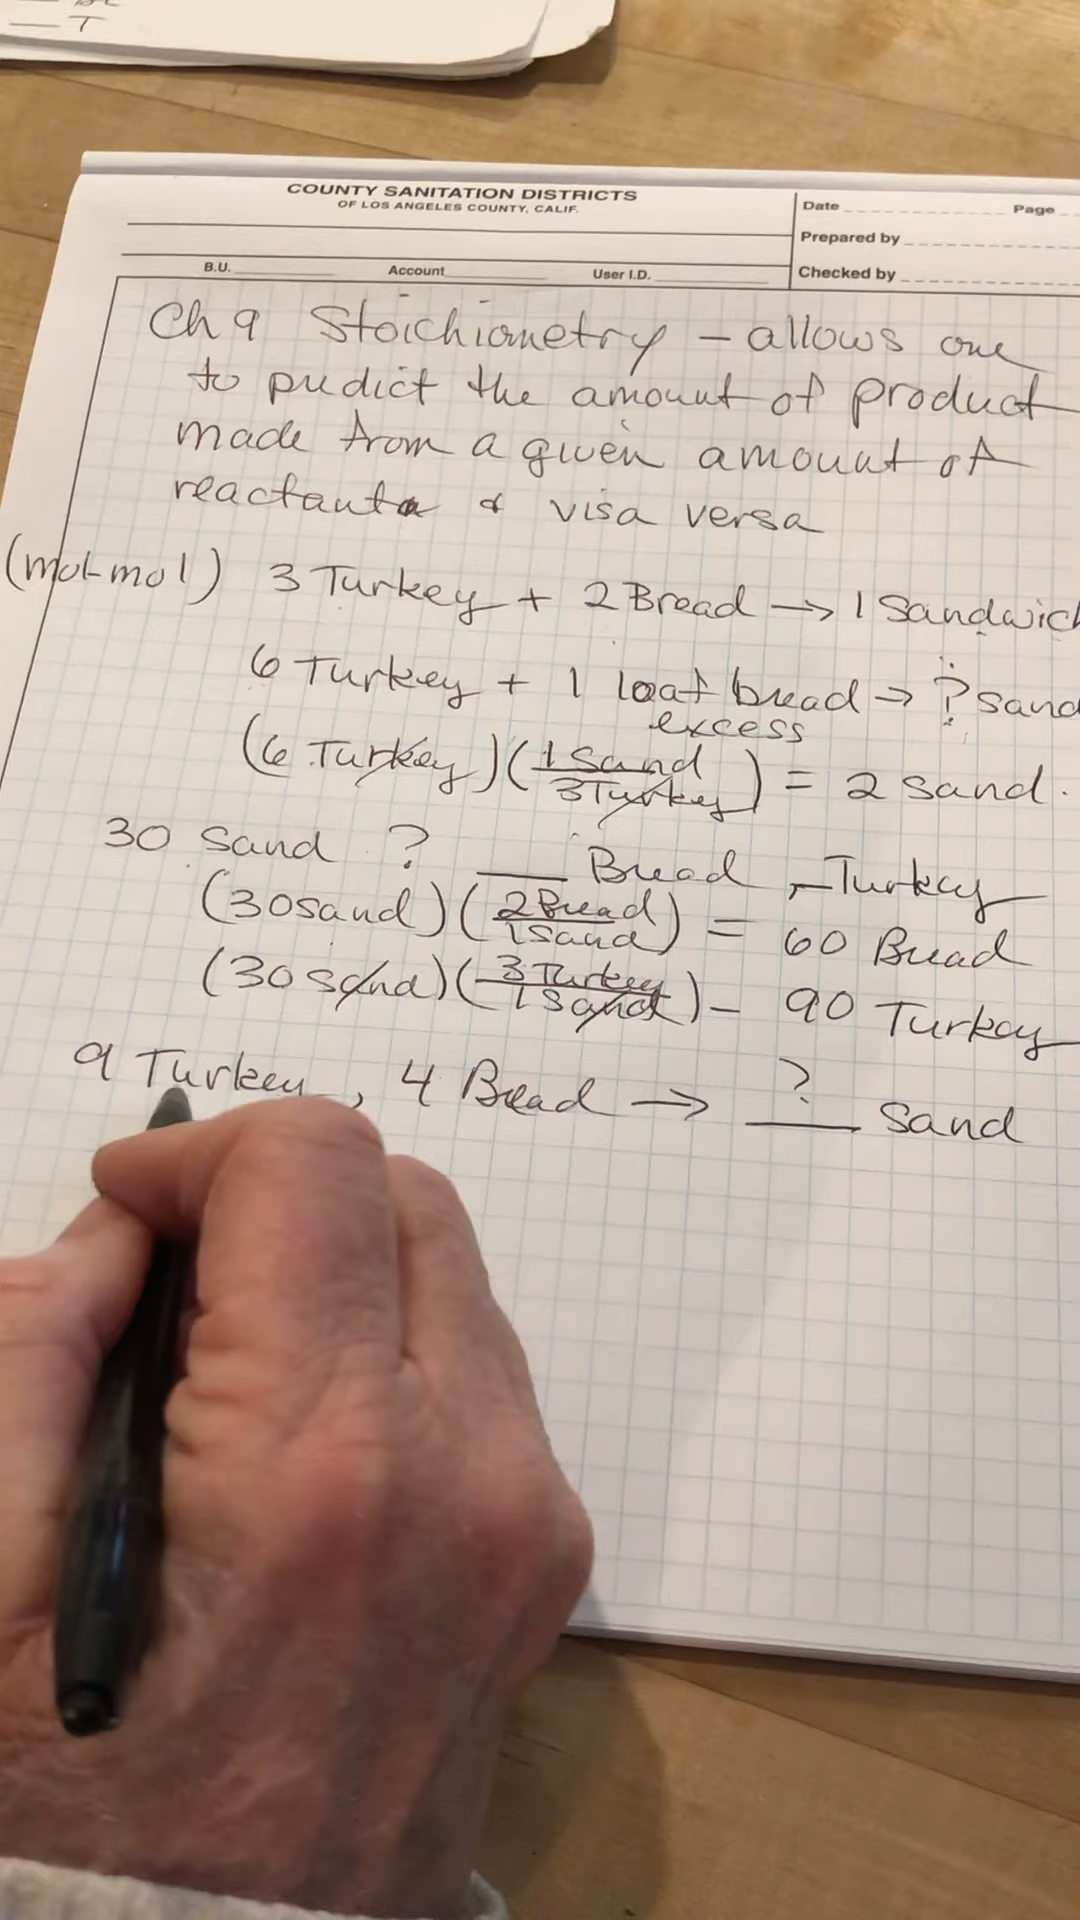 T
COUNTY SANITATION DISTRICTS
OF LOS ANGELES COUNTY, CALIF.
Date Page
Prepared by
Checked by
B.U. Account User I.D.
Ch 9 Stoichiometry - allows one
to predict the amount of product
made from a given amount of
reactant & visa versa
(mol-mol) 3 Turkey + 2 Bread → 1 Sandwich
6 Turkey + 1 loaf bread → ? Sand
excess
(6 Turkey)(1 Sand / 3 Turkey) = 2 Sand.
30 Sand ? ___ Bread, _ Turkey
(30 sand)(2 Bread / 1 Sand) = 60 Bread
(30 sand)(3 Turkey / 1 Sand) - 90 Turkey
9 Turkey, 4 Bread → ? Sand